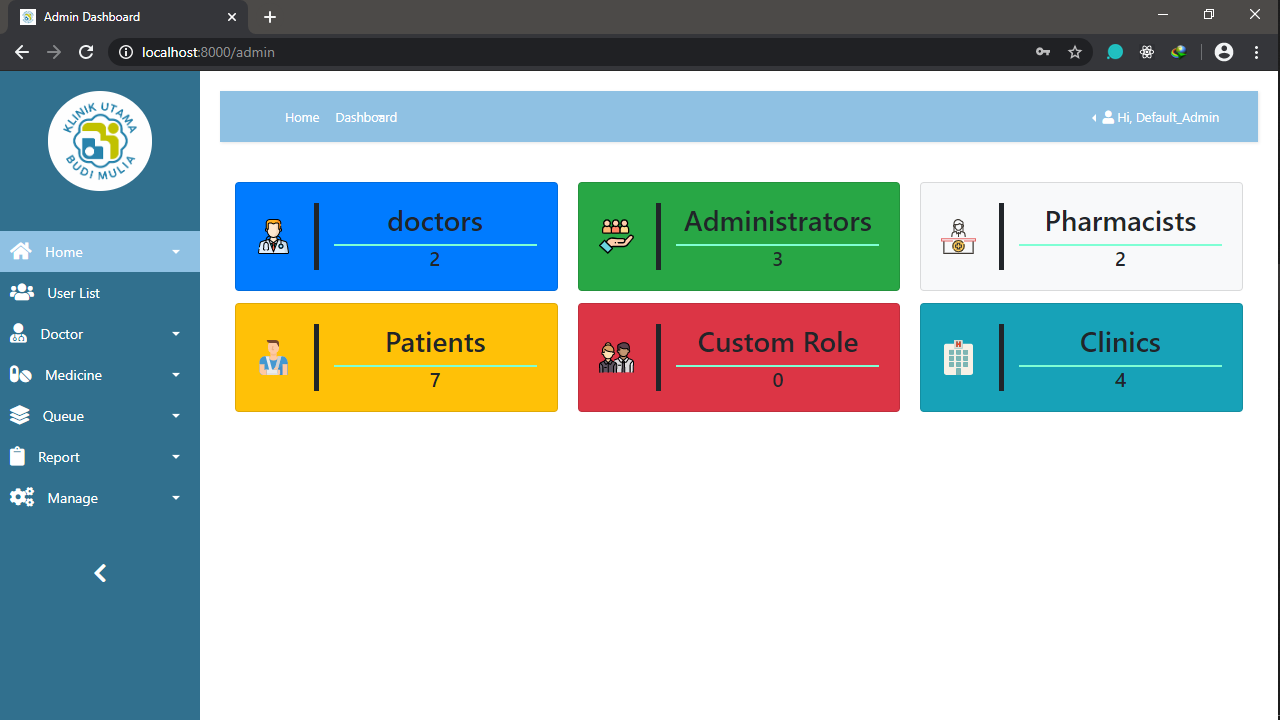 Admin Dashboard
localhost:8000/admin
KLINIK UTAMA
BUDI MULIA
Home Dashboard Hi, Default_Admin
Home
User List
Doctor
Medicine
Queue
Report
Manage
doctors
2
Administrators
3
Pharmacists
2
Patients
7
Custom Role
0
Clinics
4